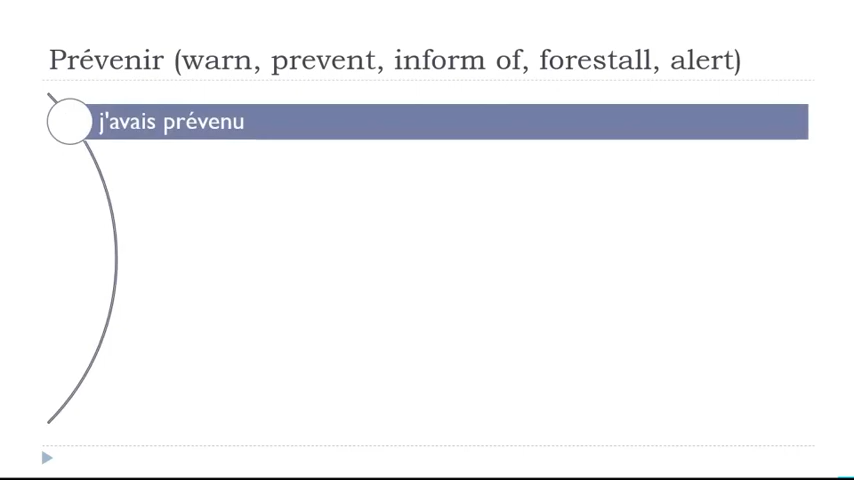 Prévenir (warn, prevent, inform of, forestall, alert)
j'avais prévenu